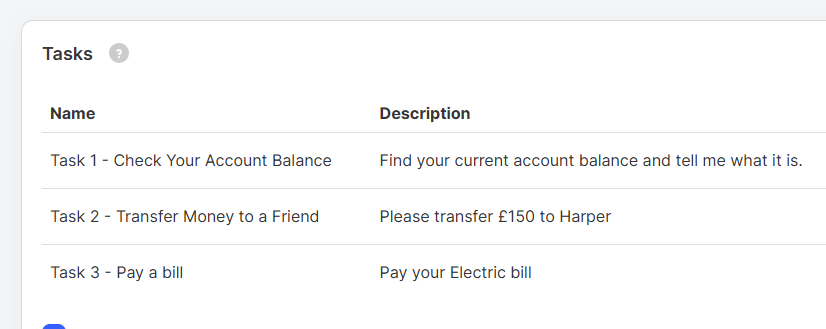 Tasks ?
Name Description
Task 1 - Check Your Account Balance Find your current account balance and tell me what it is.
Task 2 - Transfer Money to a Friend Please transfer £150 to Harper
Task 3 - Pay a bill Pay your Electric bill